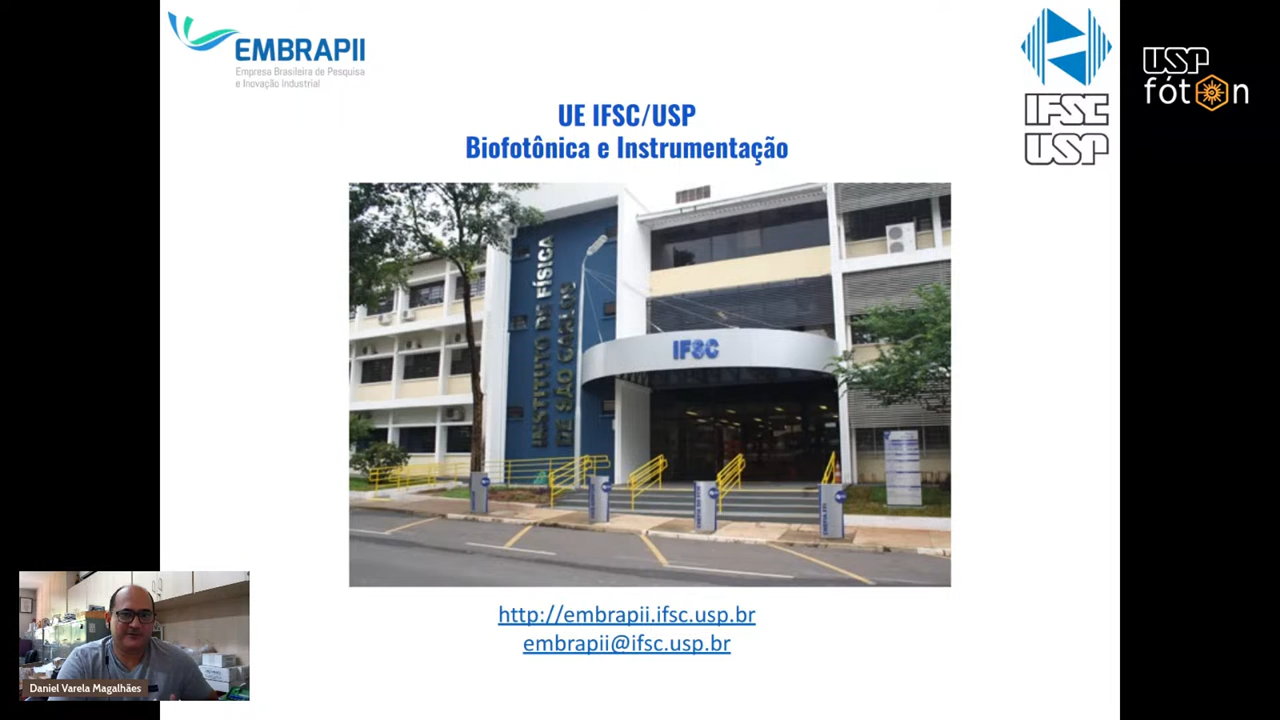 EMBRAPII
Empresa Brasileira de Pesquisa
e Inovação Industrial
IFSC
USP
USP
fóton
UE IFSC/USP
Biofotônica e Instrumentação
INSTITUTO DE FÍSICA
DE SÃO CARLOS
IFSC
http://embrapii.ifsc.usp.br
embrapii@ifsc.usp.br
Daniel Varela Magalhães